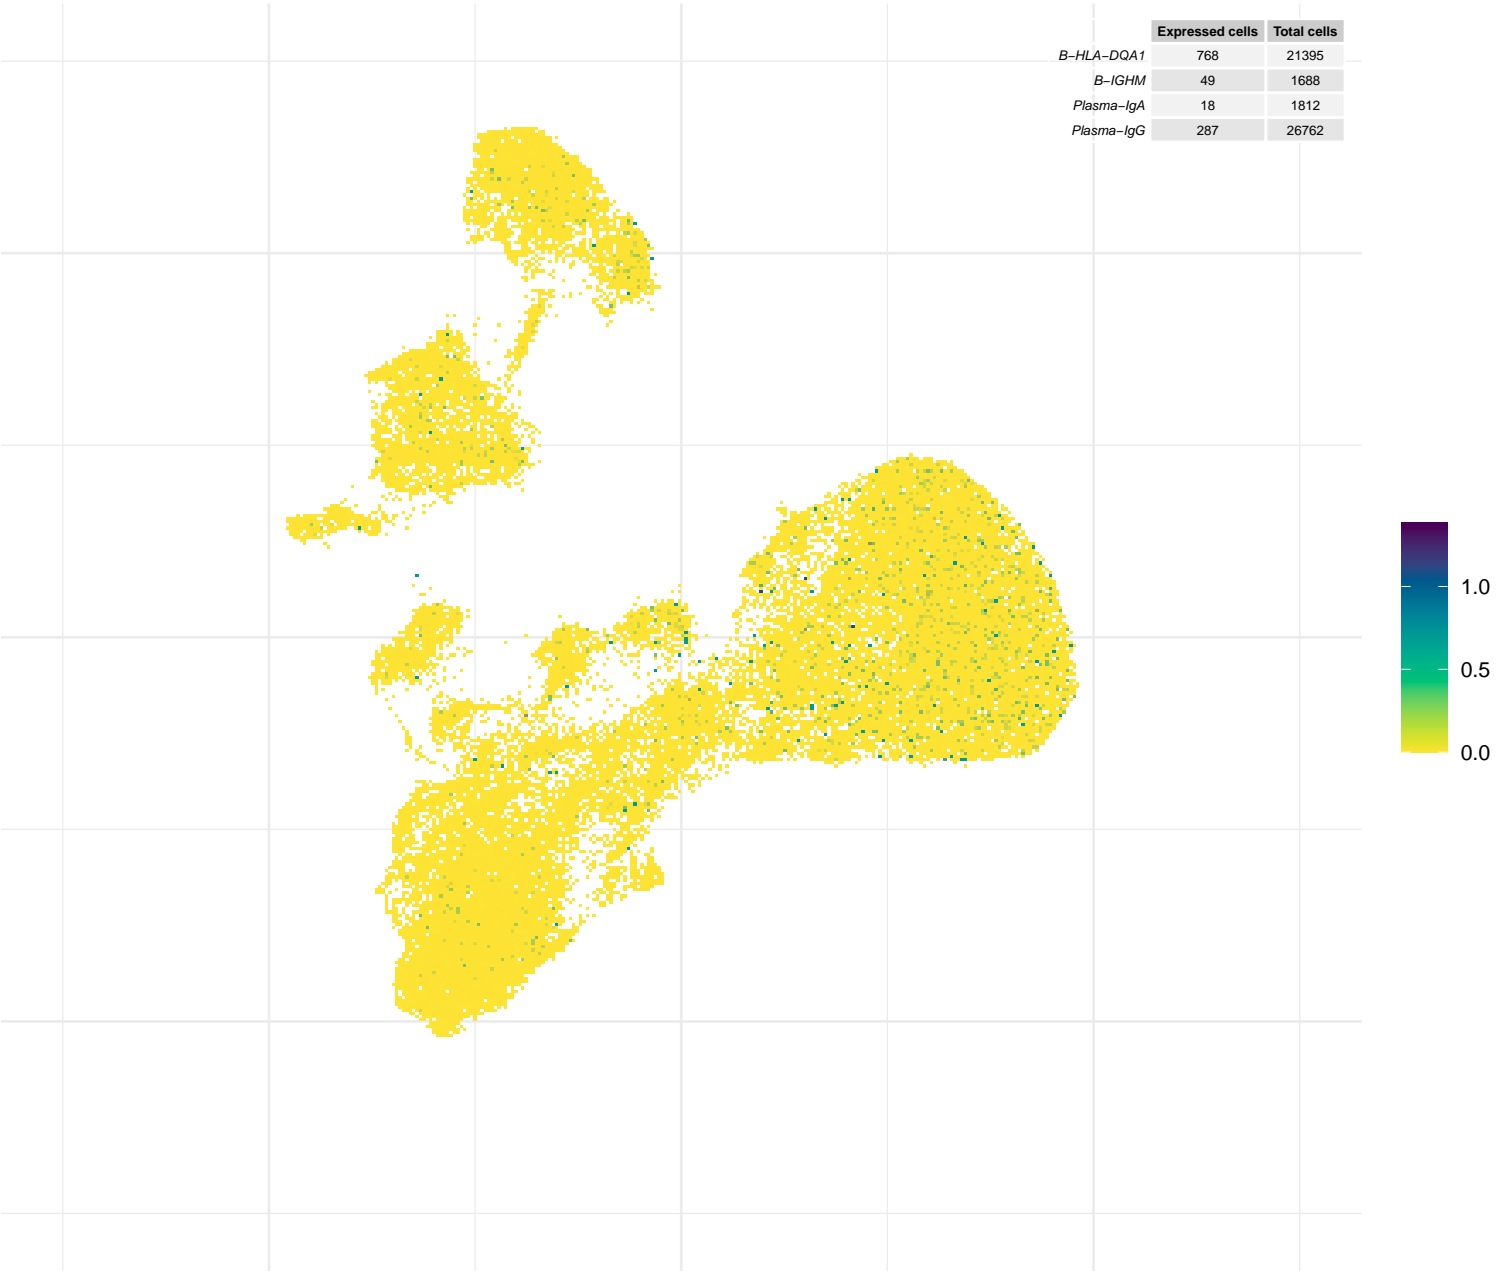 Expressed cells Total cells
B−HLA−DQA1 768 21395
B−IGHM 49 1688
Plasma−IgA 18 1812
Plasma−IgG 287 26762
1.0
0.5
0.0